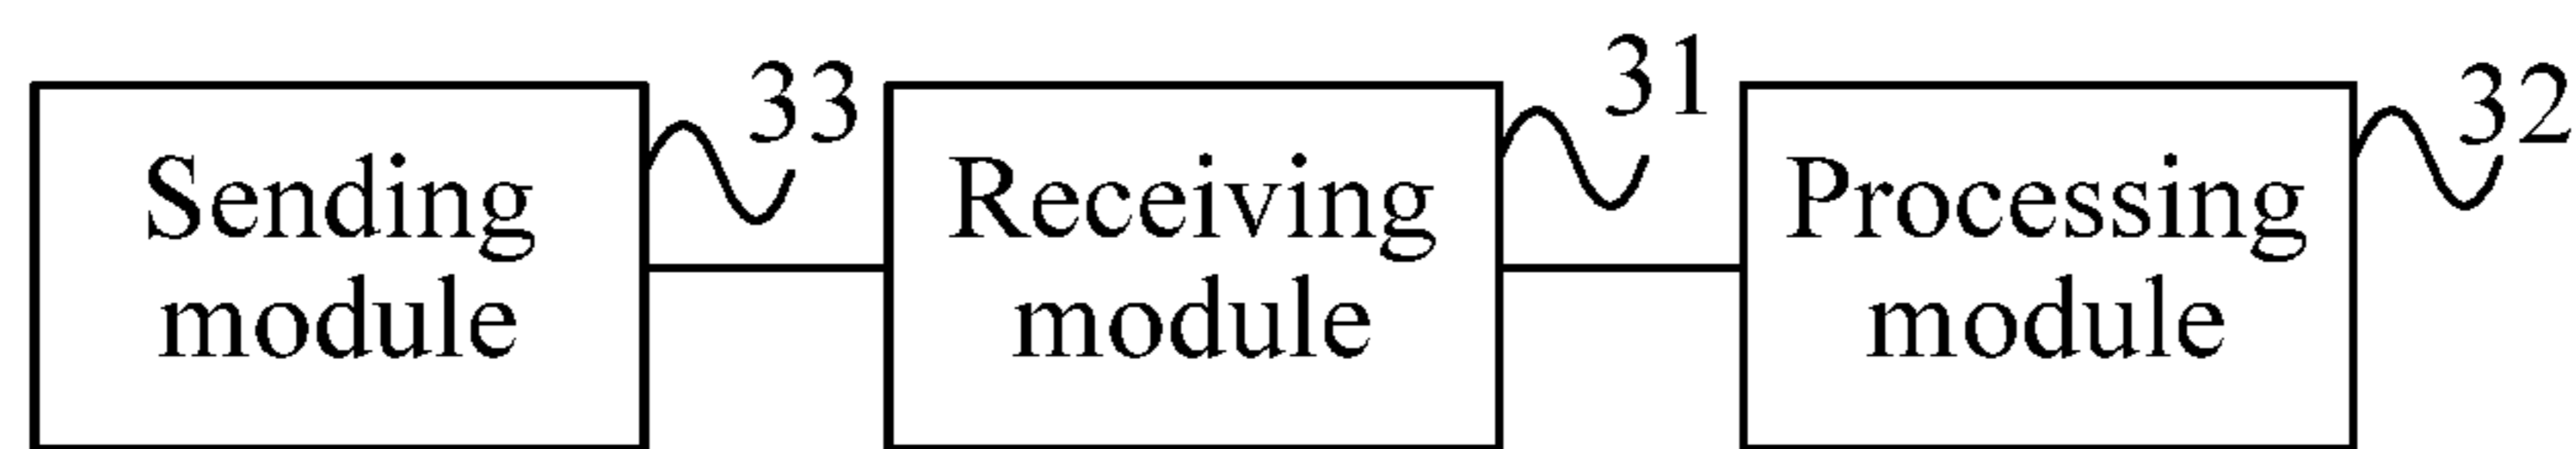 33
31
32
Sending
module
Receiving
module
Processing
module